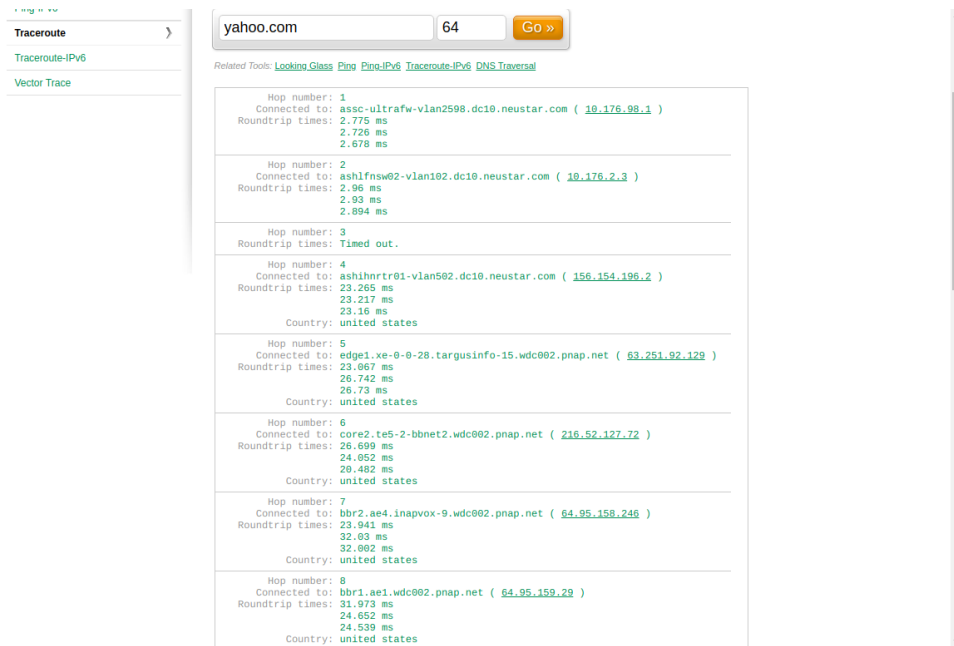 Traceroute
Traceroute-IPv6
Vector Trace
yahoo.com 64 Go »
Related Tools: Looking Glass Ping Ping-IPv6 Traceroute-IPv6 DNS Traversal
Hop number: 1
Connected to: assc-ultrafw-vlan2598.dc10.neustar.com ( 10.176.98.1 )
Roundtrip times: 2.775 ms
2.726 ms
2.678 ms
Hop number: 2
Connected to: ashlfnsw02-vlan102.dc10.neustar.com ( 10.176.2.3 )
Roundtrip times: 2.96 ms
2.93 ms
2.894 ms
Hop number: 3
Roundtrip times: Timed out.
Hop number: 4
Connected to: ashihnrtr01-vlan502.dc10.neustar.com ( 156.154.196.2 )
Roundtrip times: 23.265 ms
23.217 ms
23.16 ms
Country: united states
Hop number: 5
Connected to: edge1.xe-0-0-28.targusinfo-15.wdc002.pnap.net ( 63.251.92.129 )
Roundtrip times: 23.067 ms
26.742 ms
26.73 ms
Country: united states
Hop number: 6
Connected to: core2.te5-2-bbnet2.wdc002.pnap.net ( 216.52.127.72 )
Roundtrip times: 26.699 ms
24.052 ms
20.482 ms
Country: united states
Hop number: 7
Connected to: bbr2.ae4.inapvox-9.wdc002.pnap.net ( 64.95.158.246 )
Roundtrip times: 23.941 ms
32.03 ms
32.002 ms
Country: united states
Hop number: 8
Connected to: bbr1.ae1.wdc002.pnap.net ( 64.95.159.29 )
Roundtrip times: 31.973 ms
24.652 ms
24.539 ms
Country: united states